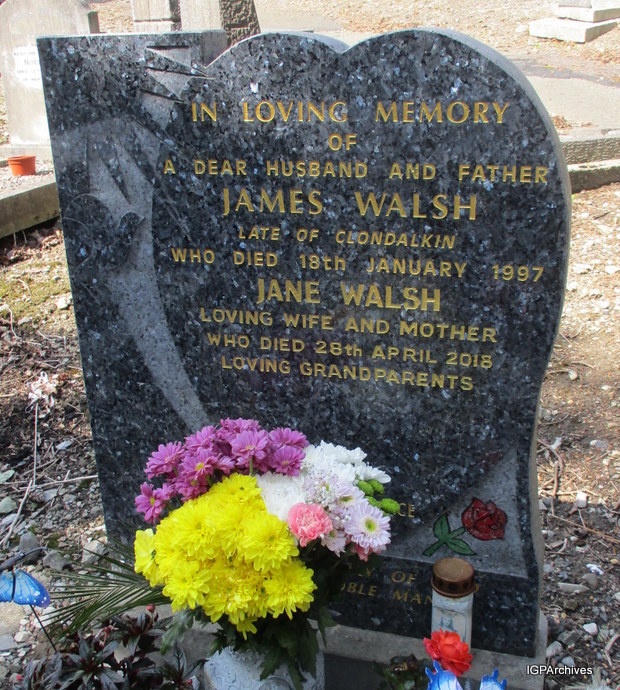 IN LOVING MEMORY
OF
A DEAR HUSBAND AND FATHER
JAMES WALSH
LATE OF CLONDALKIN
WHO DIED 18th JANUARY 1997
JANE WALSH
LOVING WIFE AND MOTHER
WHO DIED 28th APRIL 2018
LOVING GRANDPARENTS
OF
IGPArchives